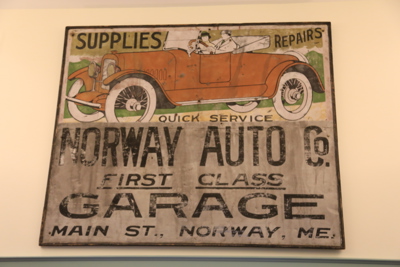 SUPPLIES REPAIRS
QUICK SERVICE
NORWAY AUTO CO.
FIRST CLASS
GARAGE
MAIN ST., NORWAY, ME.